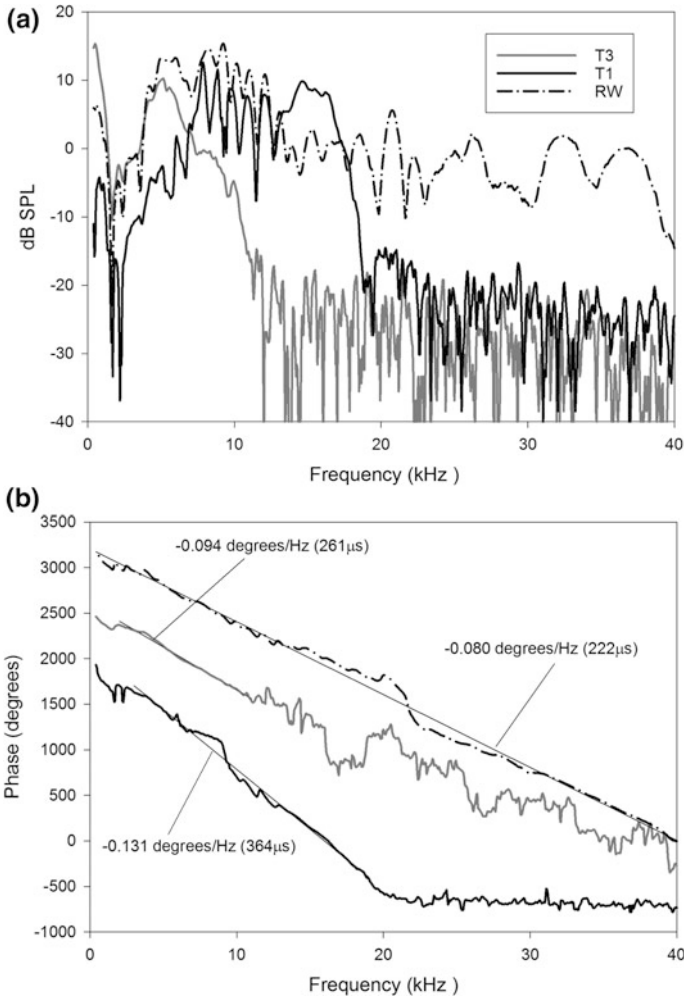 (a)
20
10
0
-10
-20
-30
-40
dB SPL
T3
T1
RW
0 10 20 30 40
Frequency (kHz )
(b)
3500
3000
2500
2000
1500
1000
500
0
-500
-1000
Phase (degrees)
-0.094 degrees/Hz (261µs)
-0.080 degrees/Hz (222µs)
-0.131 degrees/Hz (364µs)
0 10 20 30 40
Frequency (kHz )